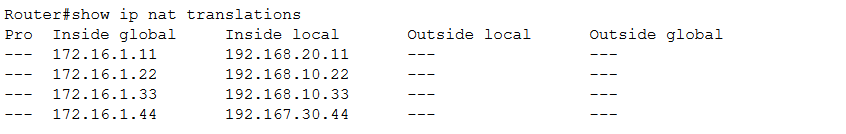 Router#show ip nat translations
Pro  Inside global     Inside local       Outside local      Outside global
---  172.16.1.11       192.168.20.11      ---                ---
---  172.16.1.22       192.168.10.22      ---                ---
---  172.16.1.33       192.168.10.33      ---                ---
---  172.16.1.44       192.167.30.44      ---                ---